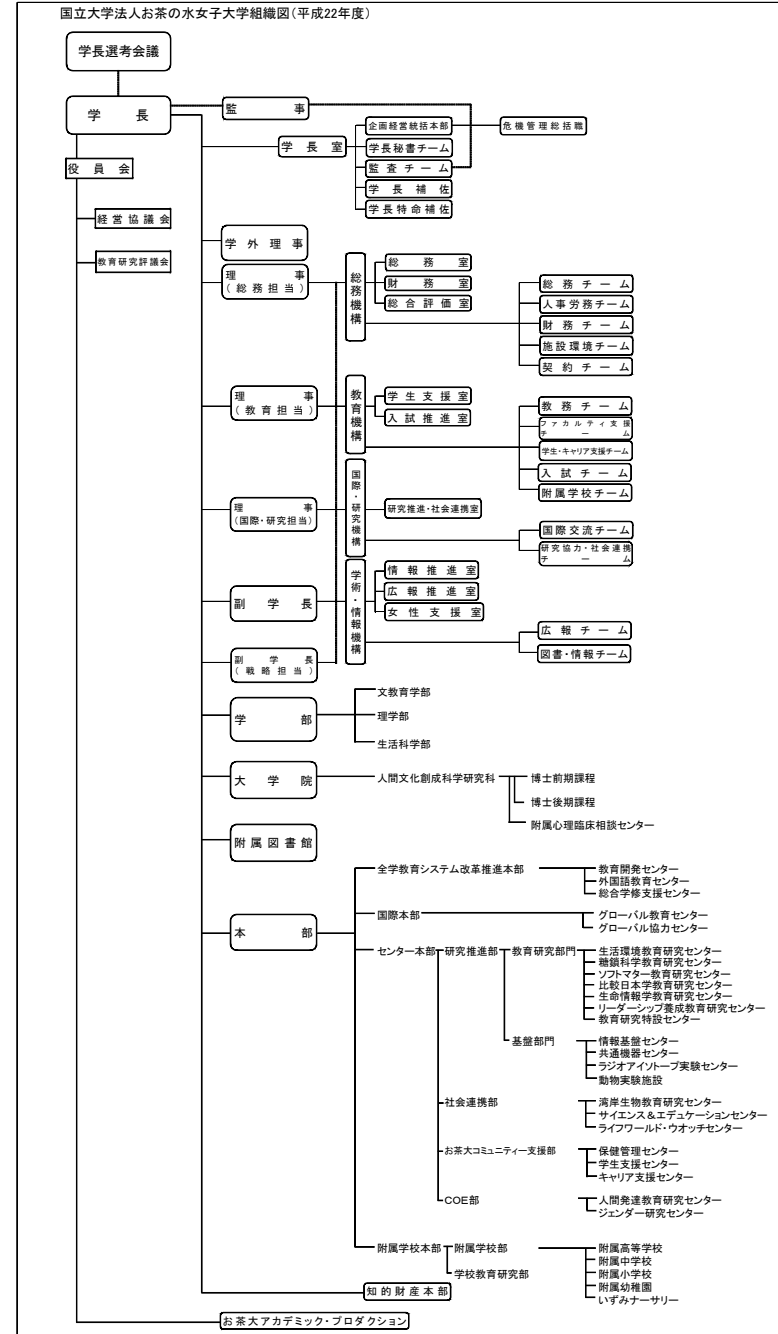 国立大学法人お茶の水女子大学組織図(平成22年度)
学長選考会議
学長
監事
企画経営統括本部
危機管理総括職
学長室
学長秘書チーム
監査チーム
役員会
学長補佐
学長特命補佐
経営協議会
学外理事
教育研究評議会
理事
(総務担当)
総務機構
総務室
財務室
総合評価室
総務チーム
人事労務チーム
財務チーム
施設環境チーム
契約チーム
理事
(教育担当)
教育機構
学生支援室
入試推進室
教務チーム
ファカルティ支援
チーム
学生・キャリア支援チーム
入試チーム
附属学校チーム
理事
(国際・研究担当)
国際・研究機構
研究推進・社会連携室
国際交流チーム
研究協力・社会連携
チーム
副学長
学術・情報機構
情報推進室
広報推進室
女性支援室
広報チーム
図書・情報チーム
副学長
(戦略担当)
学部
文教育学部
理学部
生活科学部
大学院
人間文化創成科学研究科
博士前期課程
博士後期課程
附属心理臨床相談センター
附属図書館
本部
全学教育システム改革推進本部
教育開発センター
外国語教育センター
総合学修支援センター
国際本部
グローバル教育センター
グローバル協力センター
センター本部
研究推進部
教育研究部門
生活環境教育研究センター
糖鎖科学教育研究センター
ソフトマター教育研究センター
比較日本学教育研究センター
生命情報学教育研究センター
リーダーシップ養成教育研究センター
教育研究特設センター
基盤部門
情報基盤センター
共通機器センター
ラジオアイソトープ実験センター
動物実験施設
社会連携部
湾岸生物教育研究センター
サイエンス&エデュケーションセンター
ライフワールド・ウオッチセンター
お茶大コミュニティー支援部
保健管理センター
学生支援センター
キャリア支援センター
COE部
人間発達教育研究センター
ジェンダー研究センター
附属学校本部
附属学校部
附属高等学校
附属中学校
附属小学校
附属幼稚園
いずみナーサリー
学校教育研究部
知的財産本部
お茶大アカデミック・プロダクション